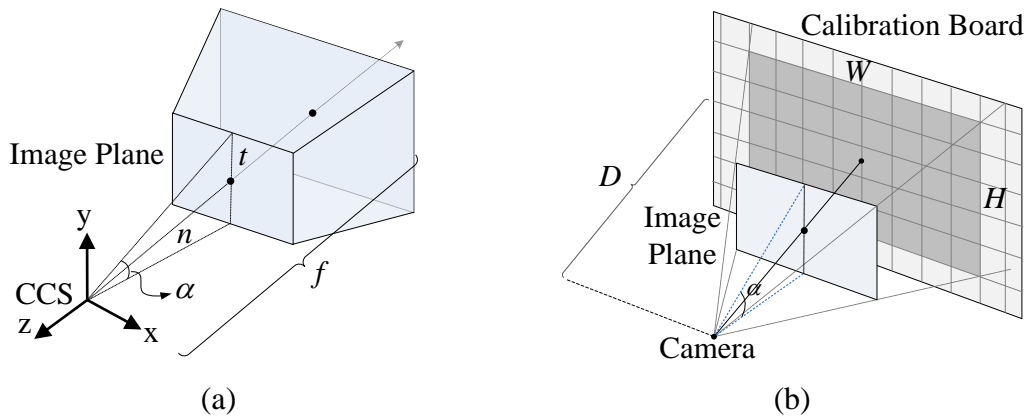 Image Plane
t
n
f
α
y
CCS
z
x
(a)
Calibration Board
W
D
H
Image
Plane
α
Camera
(b)